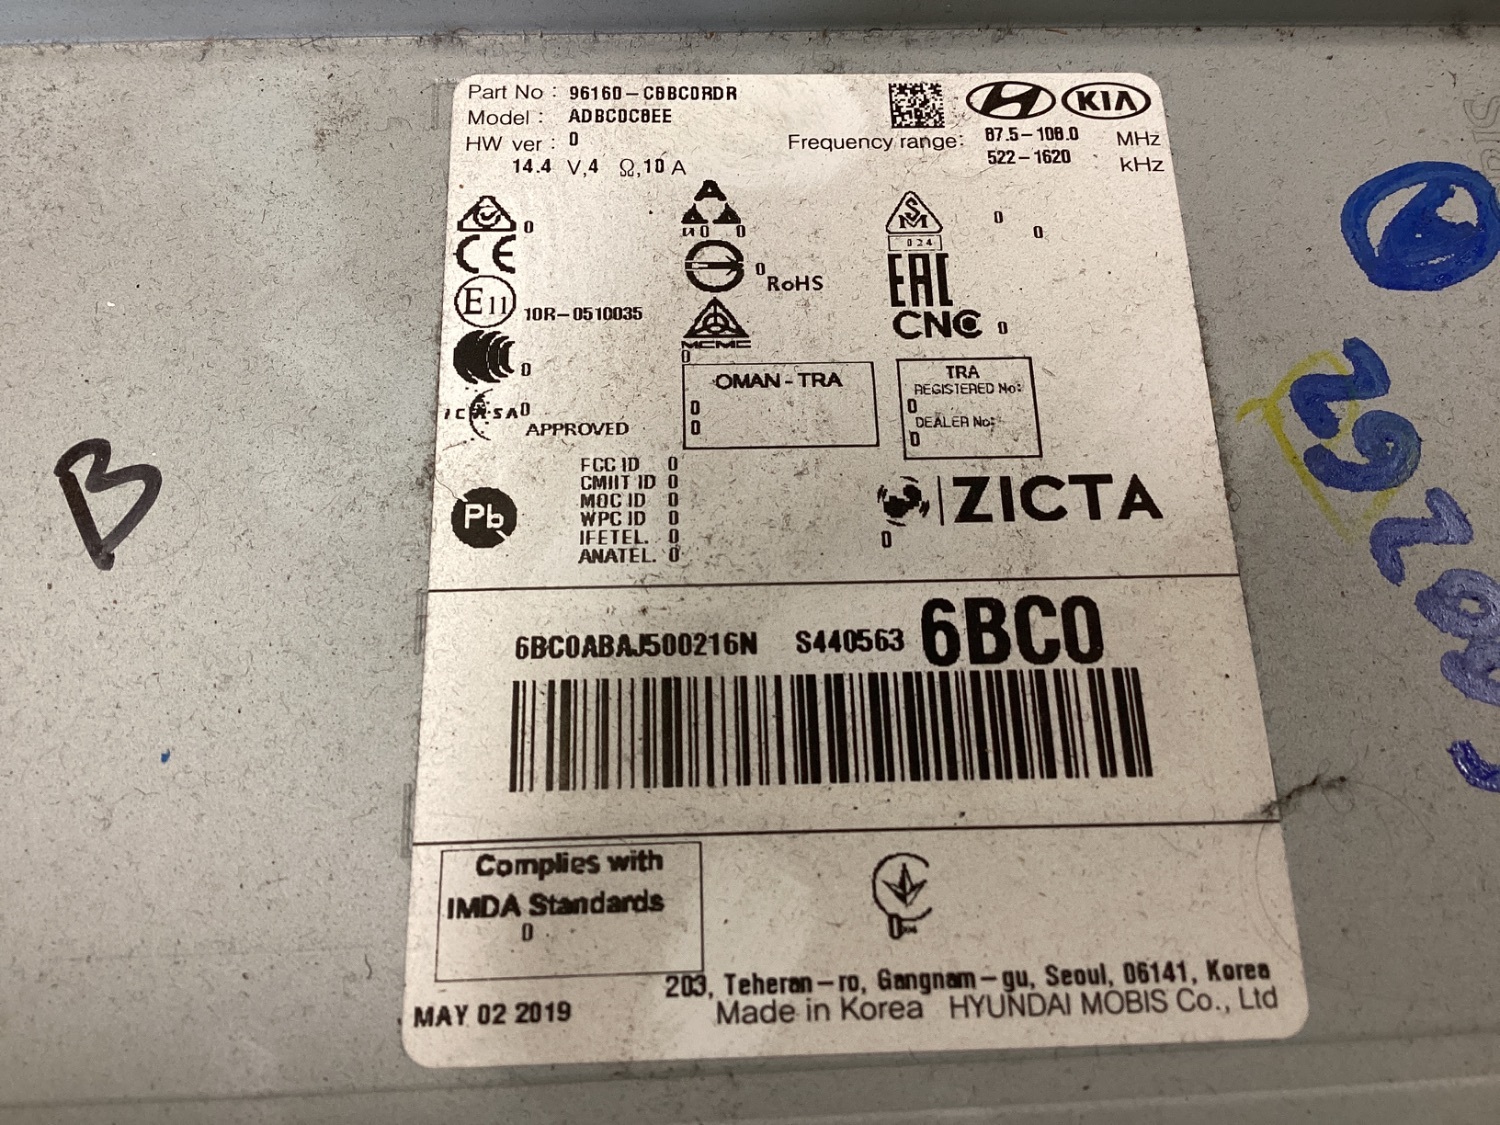 Part No : 96160-C6BC0RDR
Model : ADBC0C8EE
HW ver : 0
14.4 V,4 Ω,10 A
KIA
Frequency range: 87.5-108.0 MHz
522-1620 kHz
0
CE
E11 10R-0510035
0
ICASA 0
APPROVED
A
0 0
0 RoHS
MCMC
0
SM
024
0
0
EAC
CNC 0
OMAN-TRA
0
0
TRA
REGISTERED No:
0
DEALER No:
0
Pb
FCC ID 0
CMIIT ID 0
MOC ID 0
WPC ID 0
IFETEL. 0
ANATEL. 0
ZICTA
0
6BC0ABAJ500216N S440563 6BC0
Complies with
IMDA Standards
0
0
203, Teheran-ro, Gangnam-gu, Seoul, 06141, Korea
MAY 02 2019 Made in Korea HYUNDAI MOBIS Co., Ltd
B